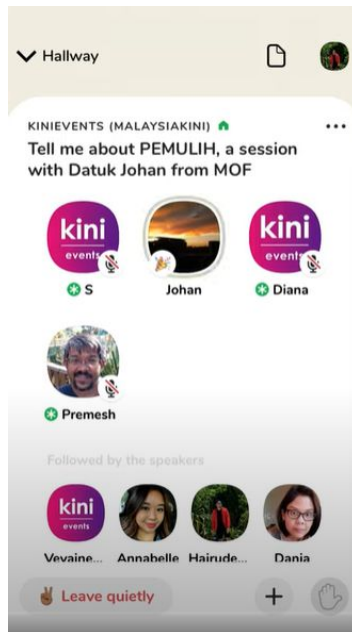 Hallway
KINIEVENTS (MALAYSIAKINI)
Tell me about PEMULIH, a session
with Datuk Johan from MOF
kini
events
kini
events
S
Johan
Diana
Premesh
Followed by the speakers
kini
events
Vevaine...
Annabelle
Hairude...
Dania
Leave quietly